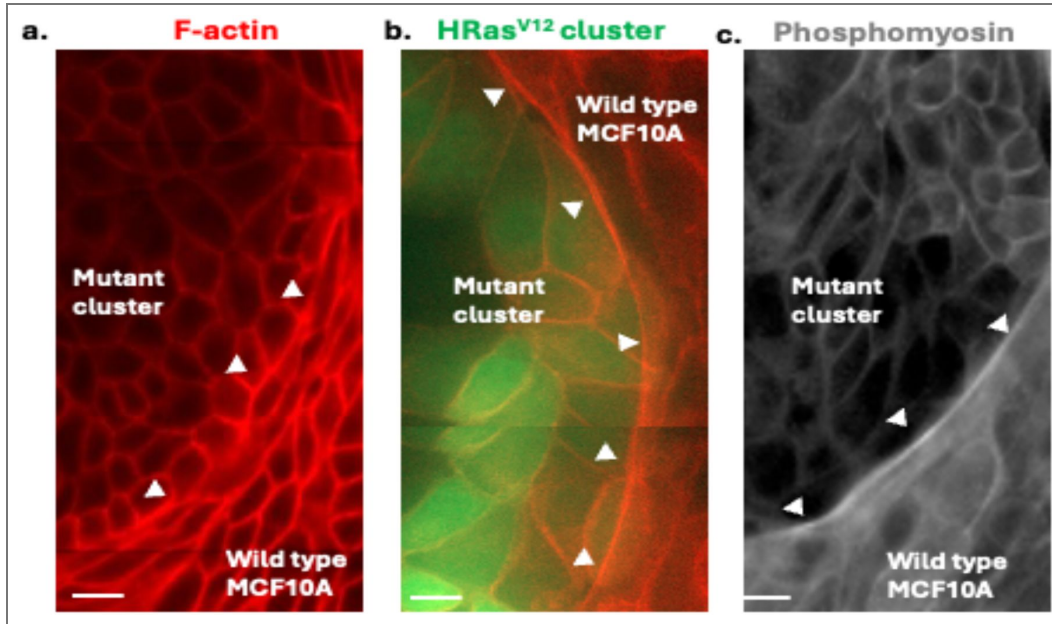 a. F-actin
Mutant
cluster
Wild type
MCF10A
b. HRasV12 cluster
Wild type
MCF10A
Mutant
cluster
c. Phosphomyosin
Mutant
cluster
Wild type
MCF10A